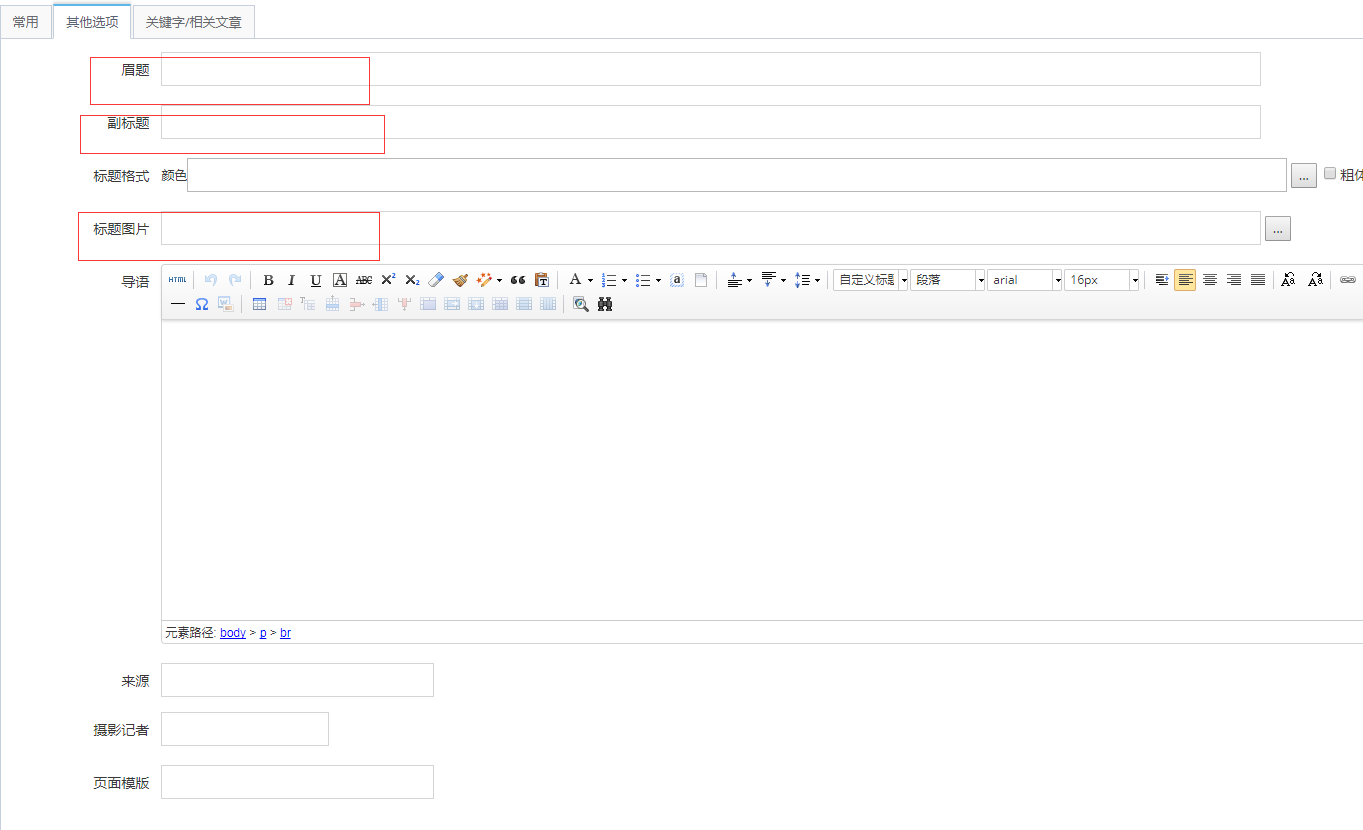 常用 其他选项 关键字/相关文章
眉题
副标题
标题格式 颜色 ... 粗体
标题图片 ...
导语 HTML B I U A ABC X² X₂ A a 自定义标题 段落 arial 16px
Ω
元素路径: body > p > br
来源
摄影记者
页面模版